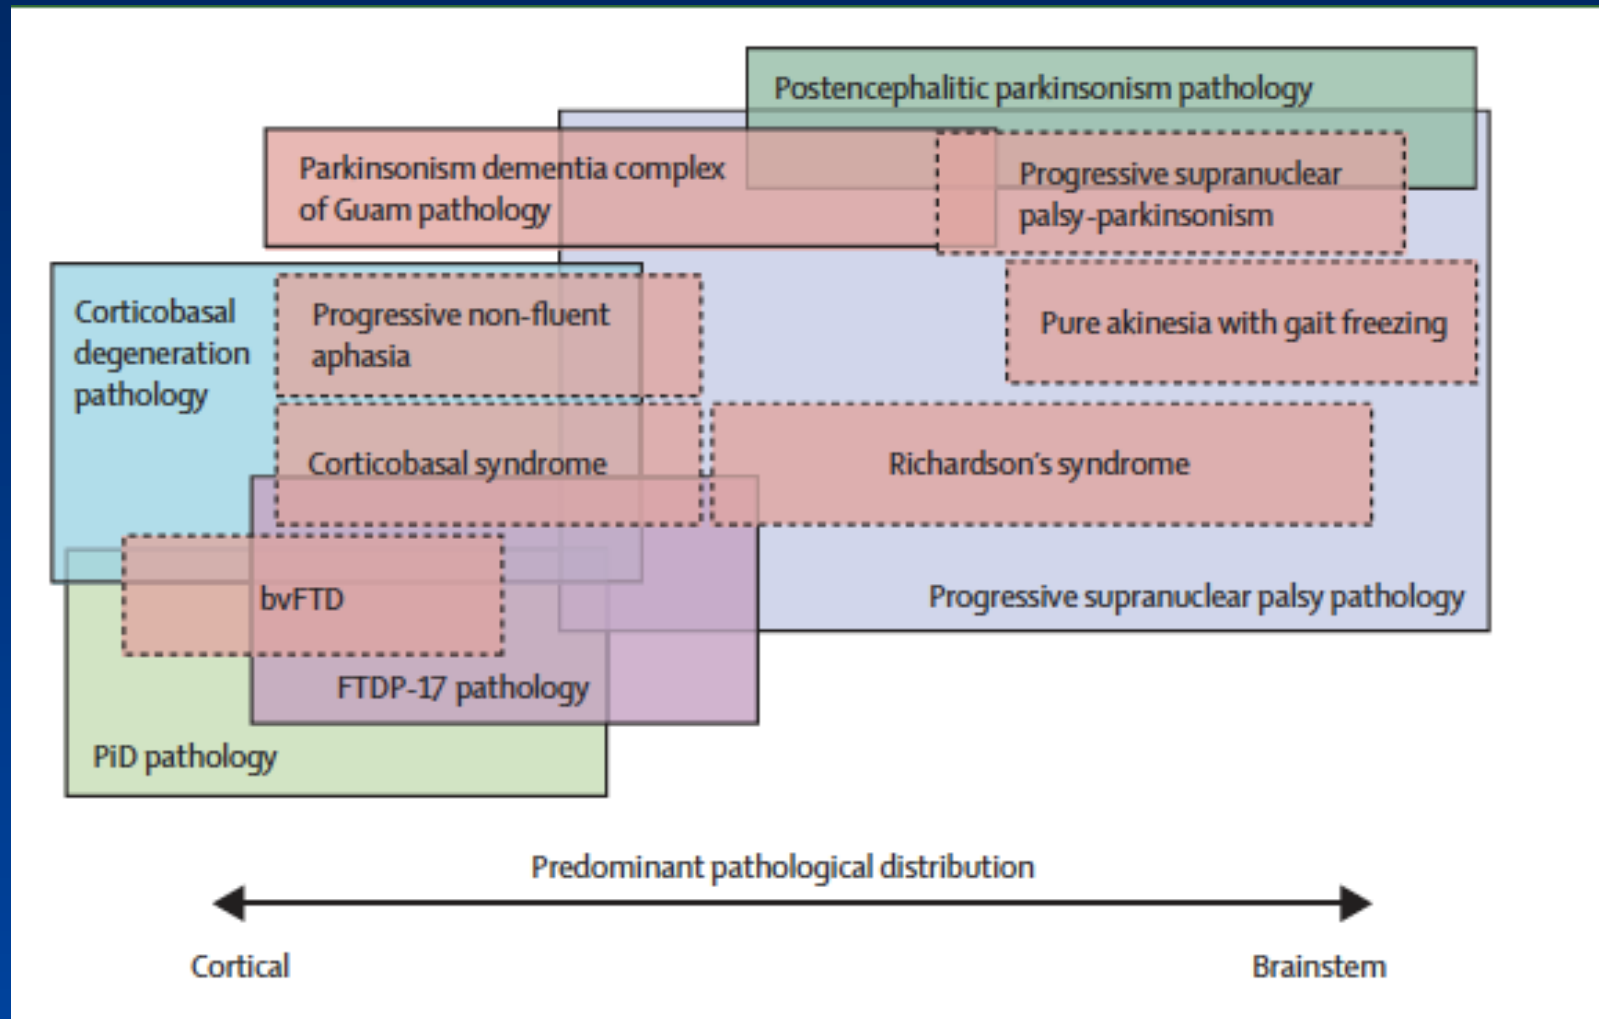 Postencephalitic parkinsonism pathology
Parkinsonism dementia complex
of Guam pathology
Progressive supranuclear
palsy-parkinsonism
Corticobasal
degeneration
pathology
Progressive non-fluent
aphasia
Pure akinesia with gait freezing
Corticobasal syndrome
Richardson's syndrome
bvFTD
Progressive supranuclear palsy pathology
FTDP-17 pathology
PiD pathology
Predominant pathological distribution
Cortical
Brainstem